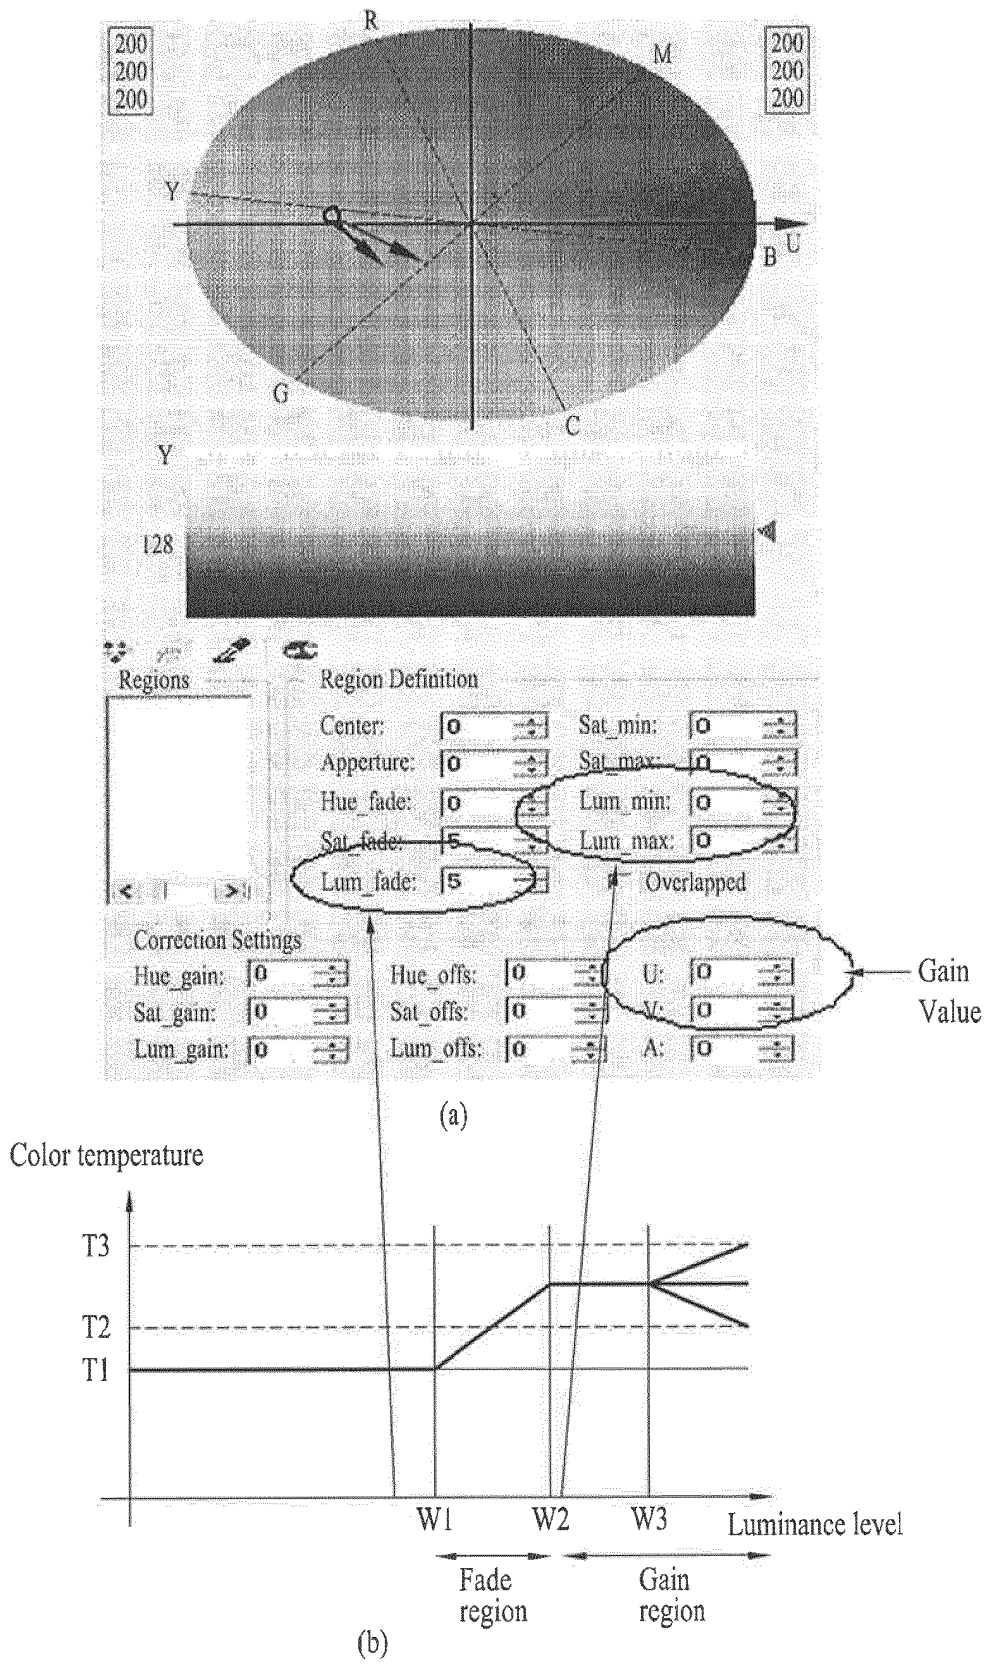 R
200
200
200
M
200
200
200
Y
U
B
G
C
Y
128
Regions
Region Definition
Center: 0
Sat_min: 0
Apperture: 0
Sat_max: 0
Hue_fade: 0
Lum_min: 0
Sat_fade: 5
Lum_max: 0
Lum_fade: 5
Overlapped
< >
Correction Settings
Hue_gain: 0
Hue_offs: 0
U: 0
Gain
Value
Sat_gain: 0
Sat_offs: 0
V: 0
Lum_gain: 0
Lum_offs: 0
A: 0
(a)
Color temperature
T3
T2
T1
W1
W2
W3
Luminance level
Fade
region
Gain
region
(b)